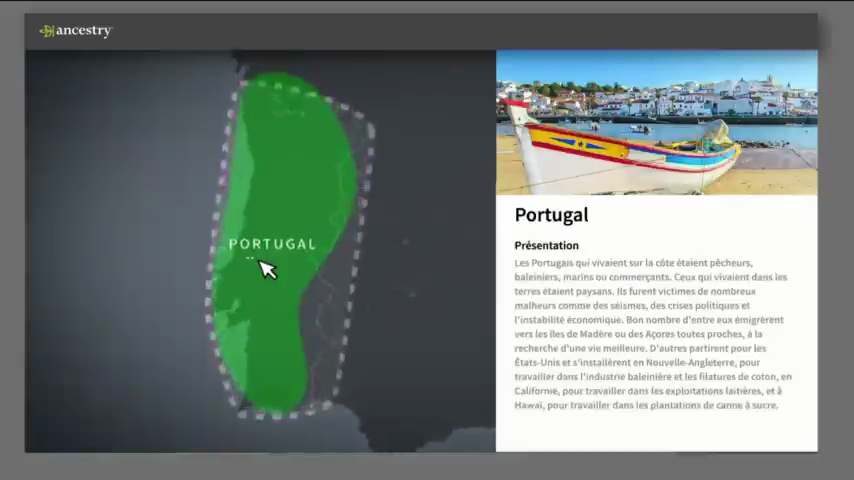 ancestry
PORTUGAL
Portugal
Présentation
Les Portugais qui vivaient sur la côte étaient pêcheurs,
baleiniers, marins ou commerçants. Ceux qui vivaient dans les
terres étaient paysans. Ils furent victimes de nombreux
malheurs comme des séismes, des crises politiques et
l'instabilité économique. Bon nombre d'entre eux émigrèrent
vers les îles de Madère ou des Açores toutes proches, à la
recherche d'une vie meilleure. D'autres partirent pour les
États-Unis et s'installèrent en Nouvelle-Angleterre, pour
travailler dans l'industrie baleinière et les filatures de coton, en
Californie, pour travailler dans les exploitations laitières, et à
Hawaï, pour travailler dans les plantations de canne à sucre.